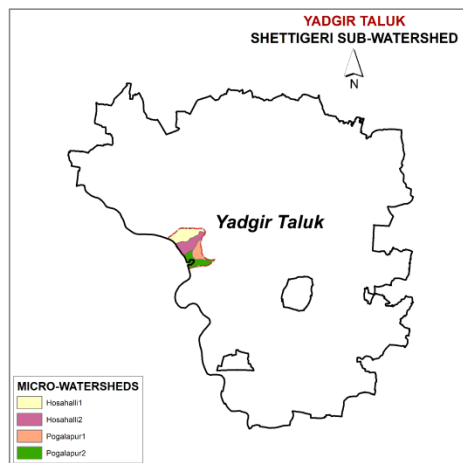 YADGIR TALUK
SHETTIGERI SUB-WATERSHED
N
Yadgir Taluk
MICRO-WATERSHEDS
Hosahalli1
Hosahalli2
Pogalapur1
Pogalapur2